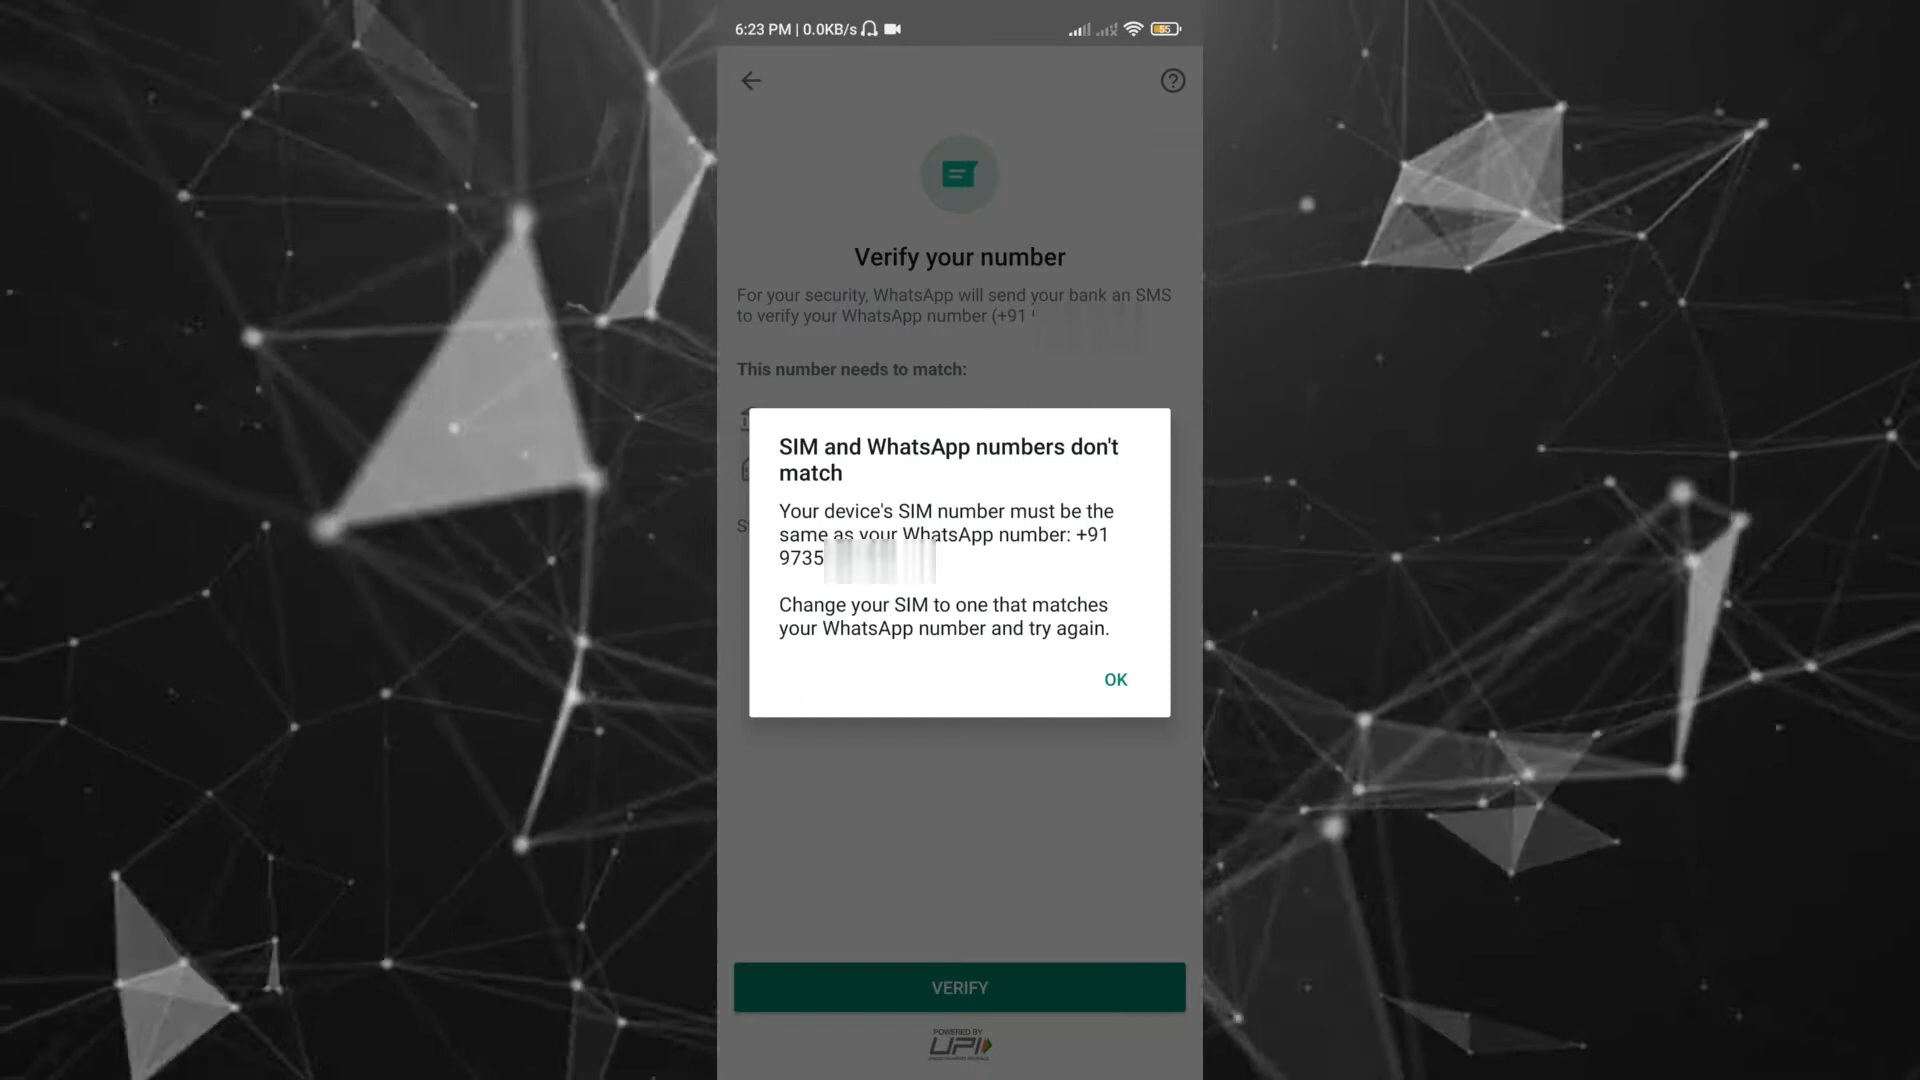 6:23 PM | 0.0KB/s
55
Verify your number
For your security, WhatsApp will send your bank an SMS
to verify your WhatsApp number (+91
This number needs to match:
SIM and WhatsApp numbers don't
match
Your device's SIM number must be the
same as your WhatsApp number: +91
9735
Change your SIM to one that matches
your WhatsApp number and try again.
OK
VERIFY
POWERED BY
UPI